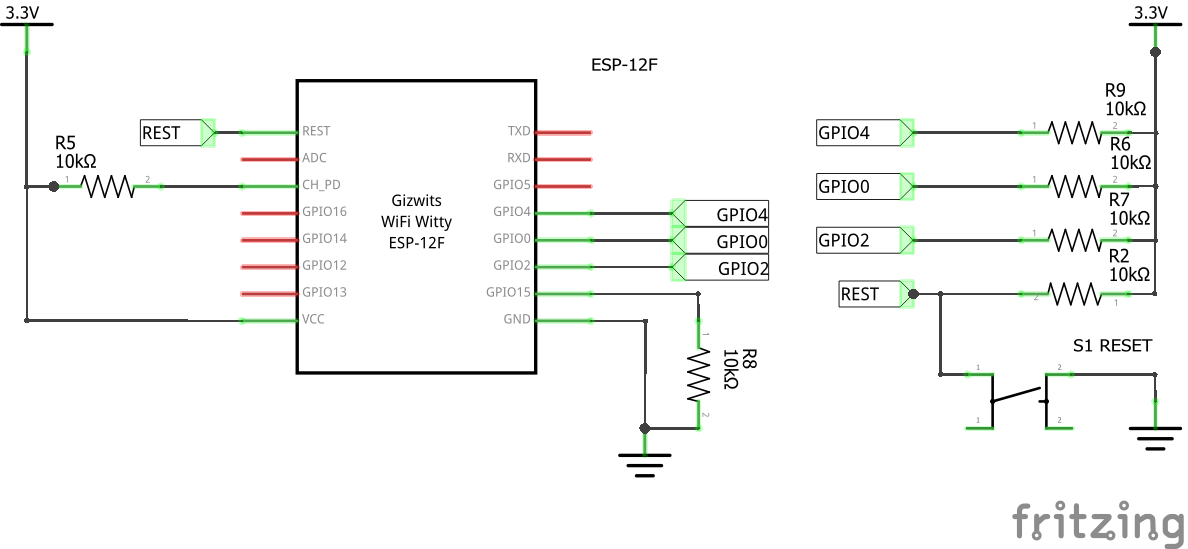 3.3V
3.3V
ESP-12F
R5
10kΩ
1
2
REST
REST
ADC
CH_PD
GPIO16
GPIO14
GPIO12
GPIO13
VCC
Gizwits
WiFi Witty
ESP-12F
TXD
RXD
GPIO5
GPIO4
GPIO0
GPIO2
GPIO15
GND
GPIO4
GPIO0
GPIO2
1
R8
10kΩ
2
GPIO4
1
2
R9
10kΩ
GPIO0
1
2
R6
10kΩ
GPIO2
1
2
R7
10kΩ
REST
2
1
R2
10kΩ
S1 RESET
1
2
1
2
fritzing